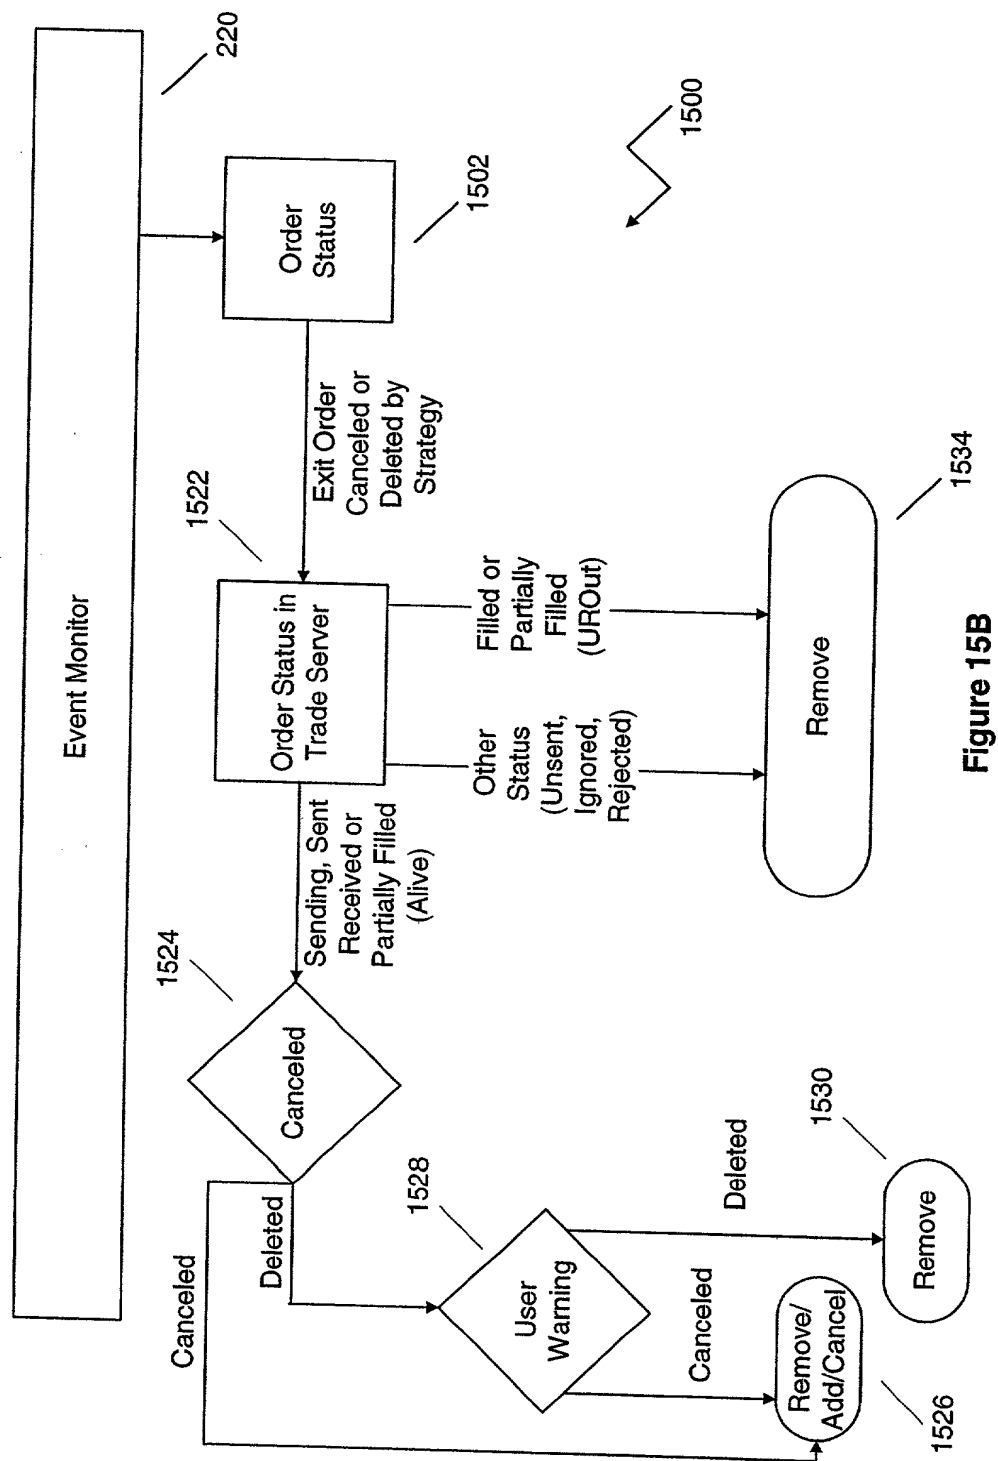 Event Monitor
220
Order
Status
1502
1500
Exit Order
Canceled or
Deleted by
Strategy
1522
Order Status in
Trade Server
Filled or
Partially
Filled
(UROut)
Other
Status
(Unsent,
Ignored,
Rejected)
Remove
1534
Sending, Sent
Received or
Partially Filled
(Alive)
1524
Canceled
Canceled
Deleted
1528
User
Warning
Deleted
1530
Remove
Canceled
Remove/
Add/Cancel
1526
Figure 15B